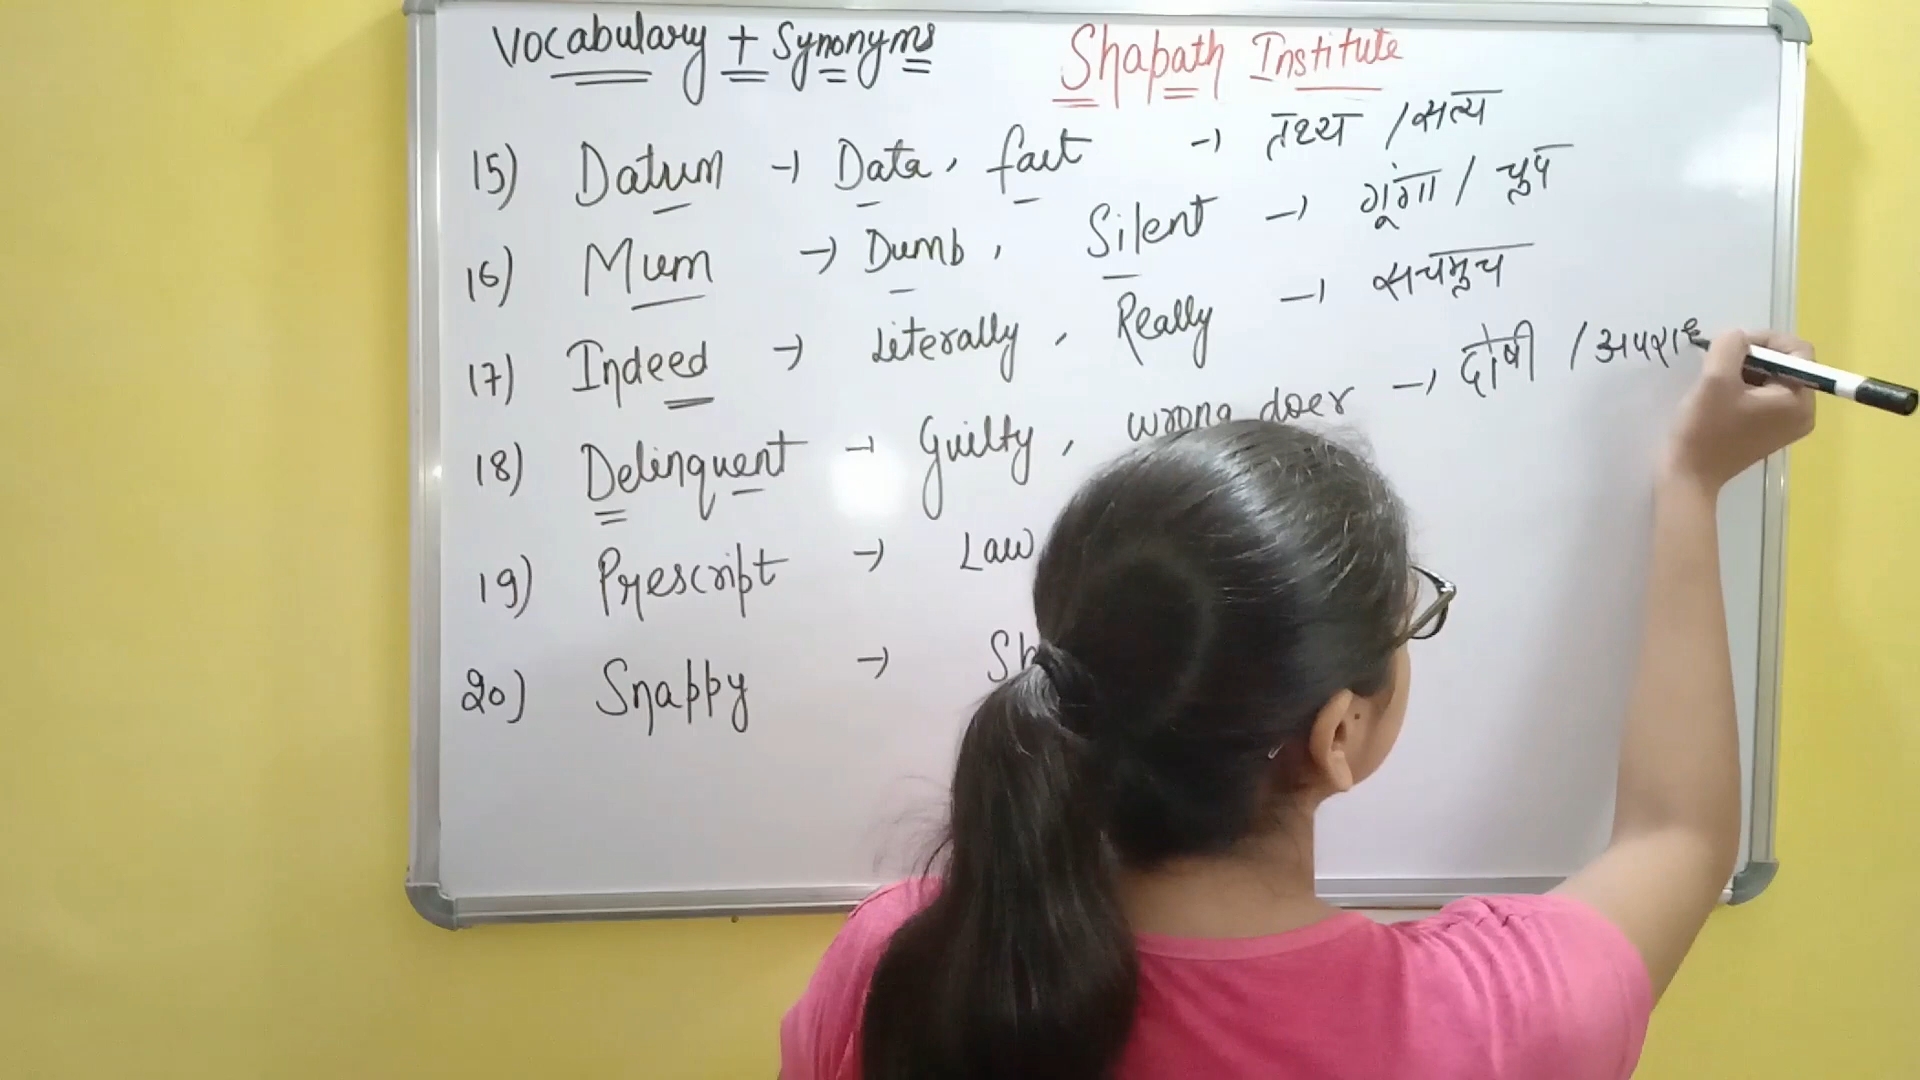 Vocabulary + Synonyms Shapath Institute
15) Datum → Data, fact → तथ्य / सत्य
16) Mum → Dumb, Silent → गूंगा / चुप
17) Indeed → Literally, Really → सचमुच
18) Delinquent → Guilty, wrong doer → दोषी /
19) Prescript → Law
20) Snappy →